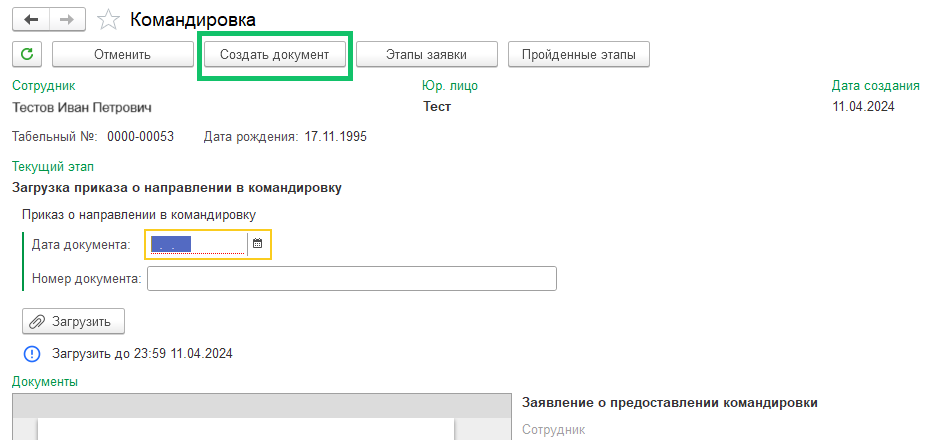 Командировка
Отменить Создать документ Этапы заявки Пройденные этапы
Сотрудник Юр. лицо Дата создания
Тестов Иван Петрович Тест 11.04.2024
Табельный №: 0000-00053 Дата рождения: 17.11.1995
Текущий этап
Загрузка приказа о направлении в командировку
Приказ о направлении в командировку
Дата документа: . .
Номер документа:
Загрузить
Загрузить до 23:59 11.04.2024
Документы
Заявление о предоставлении командировки
Сотрудник